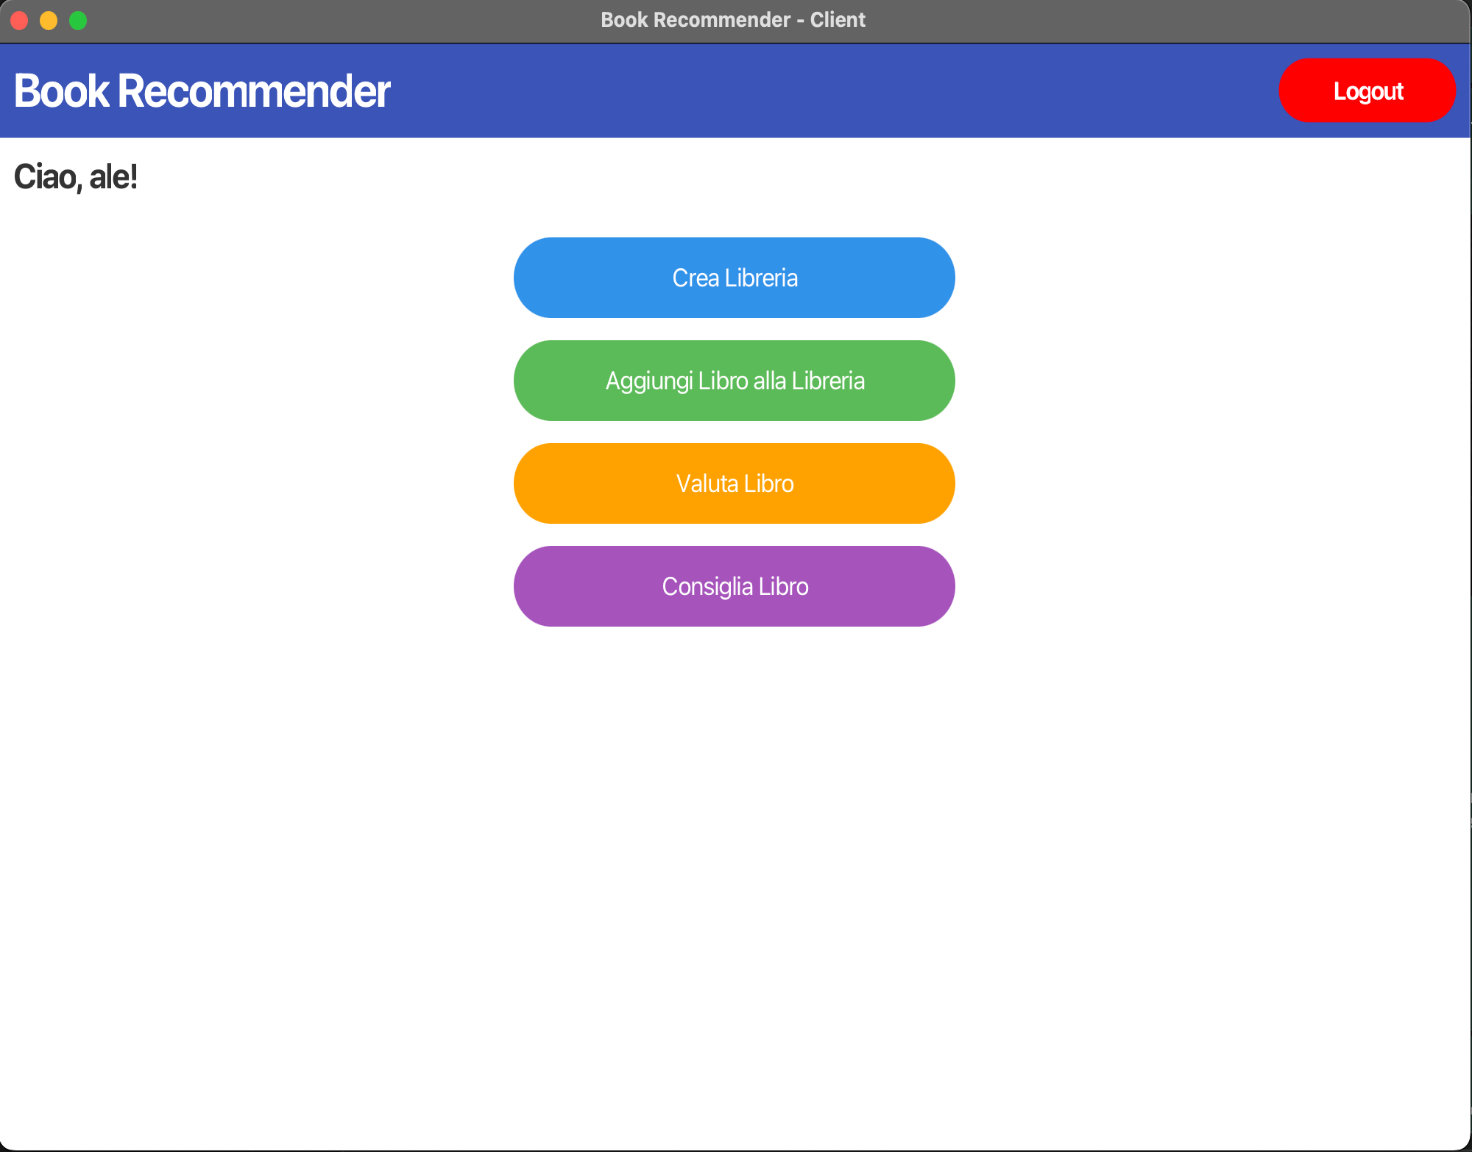 Book Recommender - Client
Book Recommender
Logout
Ciao, ale!
Crea Libreria
Aggiungi Libro alla Libreria
Valuta Libro
Consiglia Libro